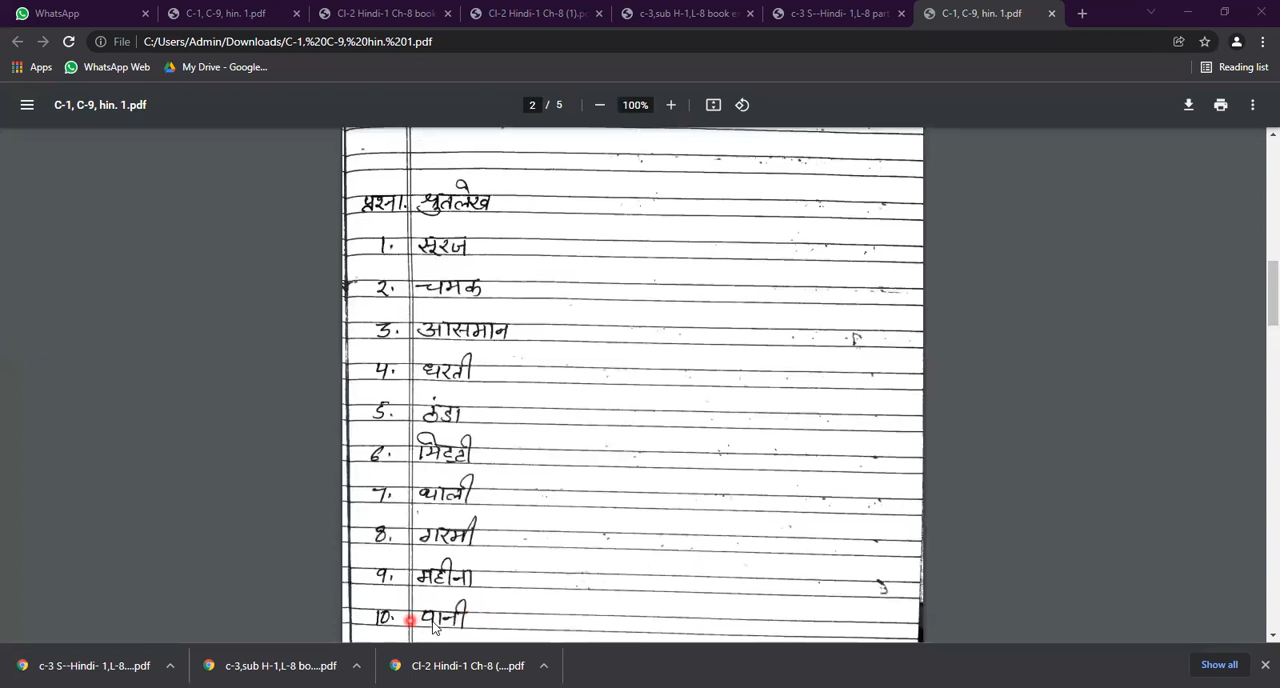 WhatsApp C-1, C-9, hin. 1.pdf Cl-2 Hindi-1 Ch-8 book Cl-2 Hindi-1 Ch-8 (1).pc c-3,sub H-1,L-8 book e c-3 S--Hindi- 1,L-8 part C-1, C-9, hin. 1.pdf
File C:/Users/Admin/Downloads/C-1,%20C-9,%20hin.%201.pdf
Apps WhatsApp Web My Drive - Google... Reading list
C-1, C-9, hin. 1.pdf 2 / 5 100%
प्रश्न1. श्रुतलेख
1. सूरज
२. चमक
3. आसमान
4. धरती
5. ठंडा
6. मिट्टी
7. थाली
8. गरमी
9. महीना
10. पानी
c-3 S--Hindi- 1,L-8....pdf c-3,sub H-1,L-8 bo....pdf Cl-2 Hindi-1 Ch-8 (....pdf Show all